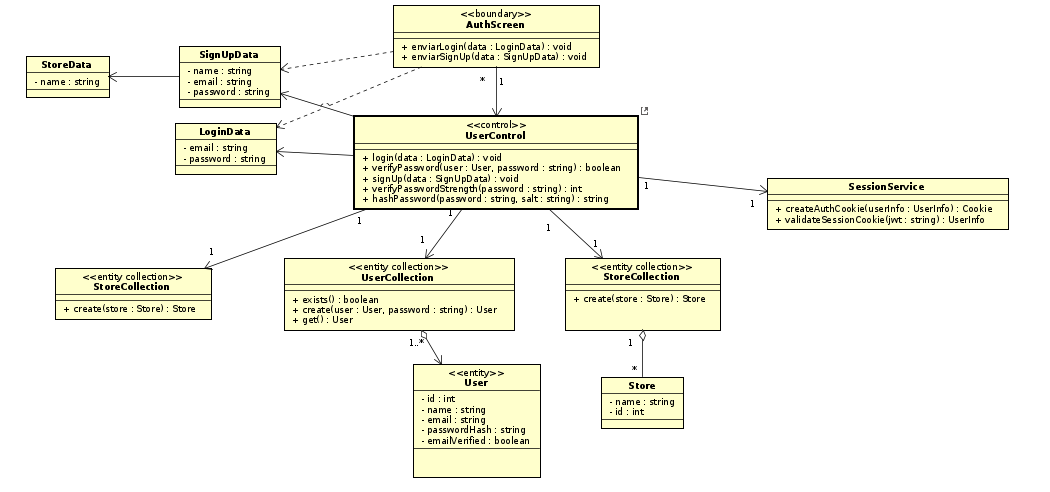 <<boundary>>
AuthScreen
+ enviarLogin(data : LoginData) : void
+ enviarSignUp(data : SignUpData) : void
SignUpData
- name : string
- email : string
- password : string
StoreData
- name : string
LoginData
- email : string
- password : string
*
1
<<control>>
UserControl
+ login(data : LoginData) : void
+ verifyPassword(user : User, password : string) : boolean
+ signUp(data : SignUpData) : void
+ verifyPasswordStrength(password : string) : int
+ hashPassword(password : string, salt : string) : string
1
1
SessionService
+ createAuthCookie(userInfo : UserInfo) : Cookie
+ validateSessionCookie(jwt : string) : UserInfo
1
1
1
1
1
1
<<entity collection>>
StoreCollection
+ create(store : Store) : Store
<<entity collection>>
UserCollection
+ exists() : boolean
+ create(user : User, password : string) : User
+ get() : User
<<entity collection>>
StoreCollection
+ create(store : Store) : Store
1..*
1
*
<<entity>>
User
- id : int
- name : string
- email : string
- passwordHash : string
- emailVerified : boolean
Store
- name : string
- id : int